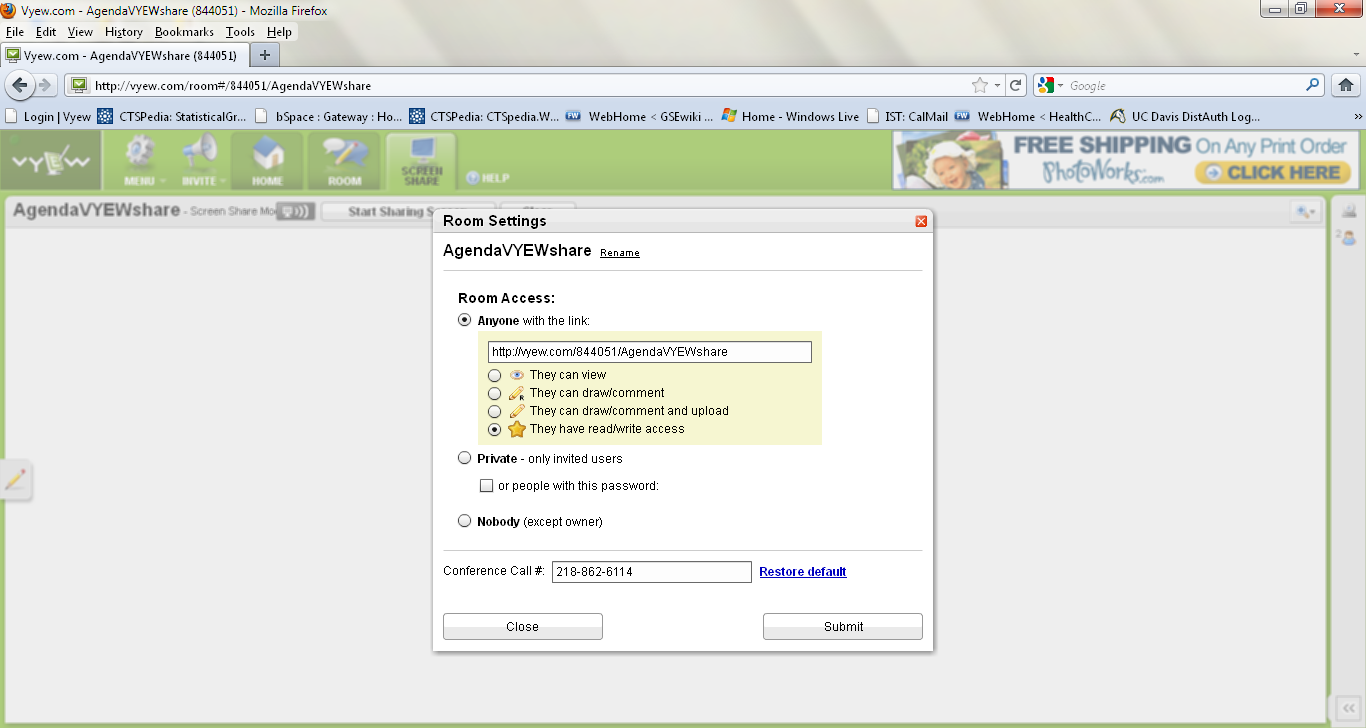 Vyew.com - AgendaVYEWshare (844051) - Mozilla Firefox
File Edit View History Bookmarks Tools Help
Vyew.com - AgendaVYEWshare (844051) +
http://vyew.com/room#/844051/AgendaVYEWshare Google
Login | Vyew CTSPedia: StatisticalGr... bSpace : Gateway : Ho... CTSPedia: CTSpedia.W... FW WebHome < GSEwiki ... Home - Windows Live IST: CalMail FW WebHome < HealthC... UC Davis DistAuth Log... »
VYEW MENU INVITE HOME ROOM SCREEN SHARE HELP
FREE SHIPPING On Any Print Order
PhotoWorks.com CLICK HERE
AgendaVYEWshare - Screen Share Mo Start Sharing S
2
Room Settings
AgendaVYEWshare Rename
Room Access:
Anyone with the link:
http://vyew.com/844051/AgendaVYEWshare
They can view
R They can draw/comment
They can draw/comment and upload
They have read/write access
Private - only invited users
or people with this password:
Nobody (except owner)
Conference Call #: 218-862-6114 Restore default
Close Submit